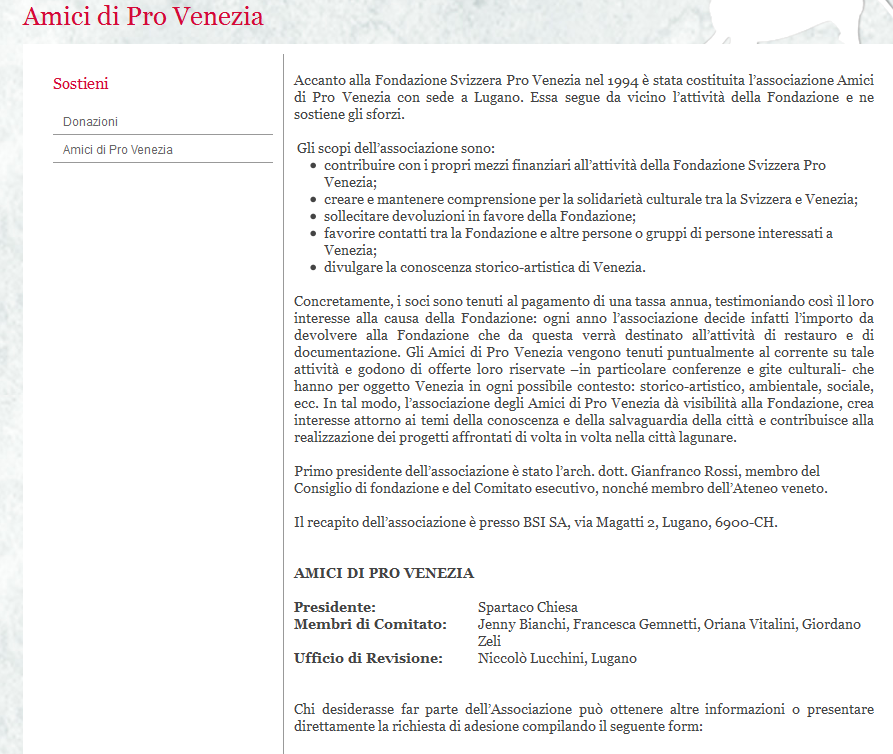 Amici di Pro Venezia
Sostieni
Donazioni
Amici di Pro Venezia
Accanto alla Fondazione Svizzera Pro Venezia nel 1994 è stata costituita l'associazione Amici
di Pro Venezia con sede a Lugano. Essa segue da vicino l'attività della Fondazione e ne
sostiene gli sforzi.
Gli scopi dell'associazione sono:
• contribuire con i propri mezzi finanziari all'attività della Fondazione Svizzera Pro
Venezia;
• creare e mantenere comprensione per la solidarietà culturale tra la Svizzera e Venezia;
• sollecitare devoluzioni in favore della Fondazione;
• favorire contatti tra la Fondazione e altre persone o gruppi di persone interessati a
Venezia;
• divulgare la conoscenza storico-artistica di Venezia.
Concretamente, i soci sono tenuti al pagamento di una tassa annua, testimoniando così il loro
interesse alla causa della Fondazione: ogni anno l'associazione decide infatti l'importo da
devolvere alla Fondazione che da questa verrà destinato all'attività di restauro e di
documentazione. Gli Amici di Pro Venezia vengono tenuti puntualmente al corrente su tale
attività e godono di offerte loro riservate –in particolare conferenze e gite culturali- che
hanno per oggetto Venezia in ogni possibile contesto: storico-artistico, ambientale, sociale,
ecc. In tal modo, l'associazione degli Amici di Pro Venezia dà visibilità alla Fondazione, crea
interesse attorno ai temi della conoscenza e della salvaguardia della città e contribuisce alla
realizzazione dei progetti affrontati di volta in volta nella città lagunare.
Primo presidente dell'associazione è stato l'arch. dott. Gianfranco Rossi, membro del
Consiglio di fondazione e del Comitato esecutivo, nonché membro dell'Ateneo veneto.
Il recapito dell'associazione è presso BSI SA, via Magatti 2, Lugano, 6900-CH.
AMICI DI PRO VENEZIA
Presidente: Spartaco Chiesa
Membri di Comitato: Jenny Bianchi, Francesca Gemnetti, Oriana Vitalini, Giordano
Zeli
Ufficio di Revisione: Niccolò Lucchini, Lugano
Chi desiderasse far parte dell'Associazione può ottenere altre informazioni o presentare
direttamente la richiesta di adesione compilando il seguente form: